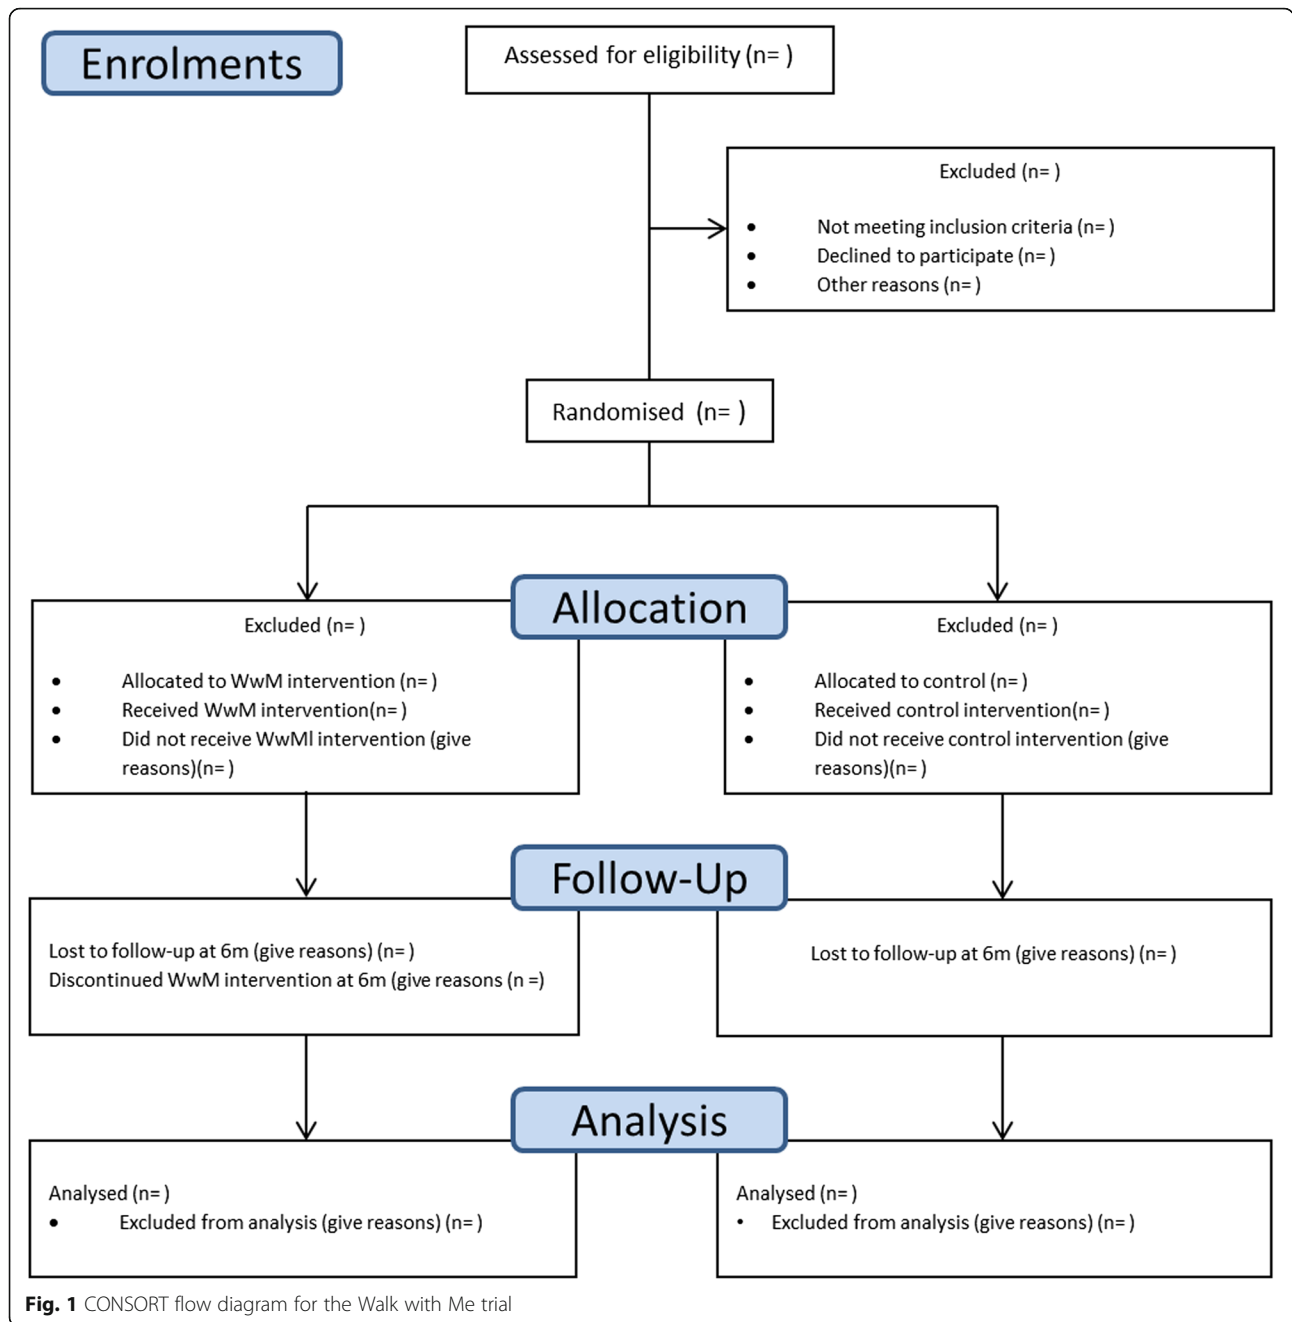 Enrolments
Assessed for eligibility (n= )
Excluded (n= )
• Not meeting inclusion criteria (n= )
• Declined to participate (n= )
• Other reasons (n= )
Randomised (n= )
Allocation
Excluded (n= )
• Allocated to WwM intervention (n= )
• Received WwM intervention(n= )
• Did not receive WwMl intervention (give
reasons)(n= )
Excluded (n= )
• Allocated to control (n= )
• Received control intervention(n= )
• Did not receive control intervention (give
reasons)(n= )
Follow-Up
Lost to follow-up at 6m (give reasons) (n= )
Discontinued WwM intervention at 6m (give reasons (n =)
Lost to follow-up at 6m (give reasons) (n= )
Analysis
Analysed (n= )
• Excluded from analysis (give reasons) (n= )
Analysed (n= )
• Excluded from analysis (give reasons) (n= )
Fig. 1 CONSORT flow diagram for the Walk with Me trial